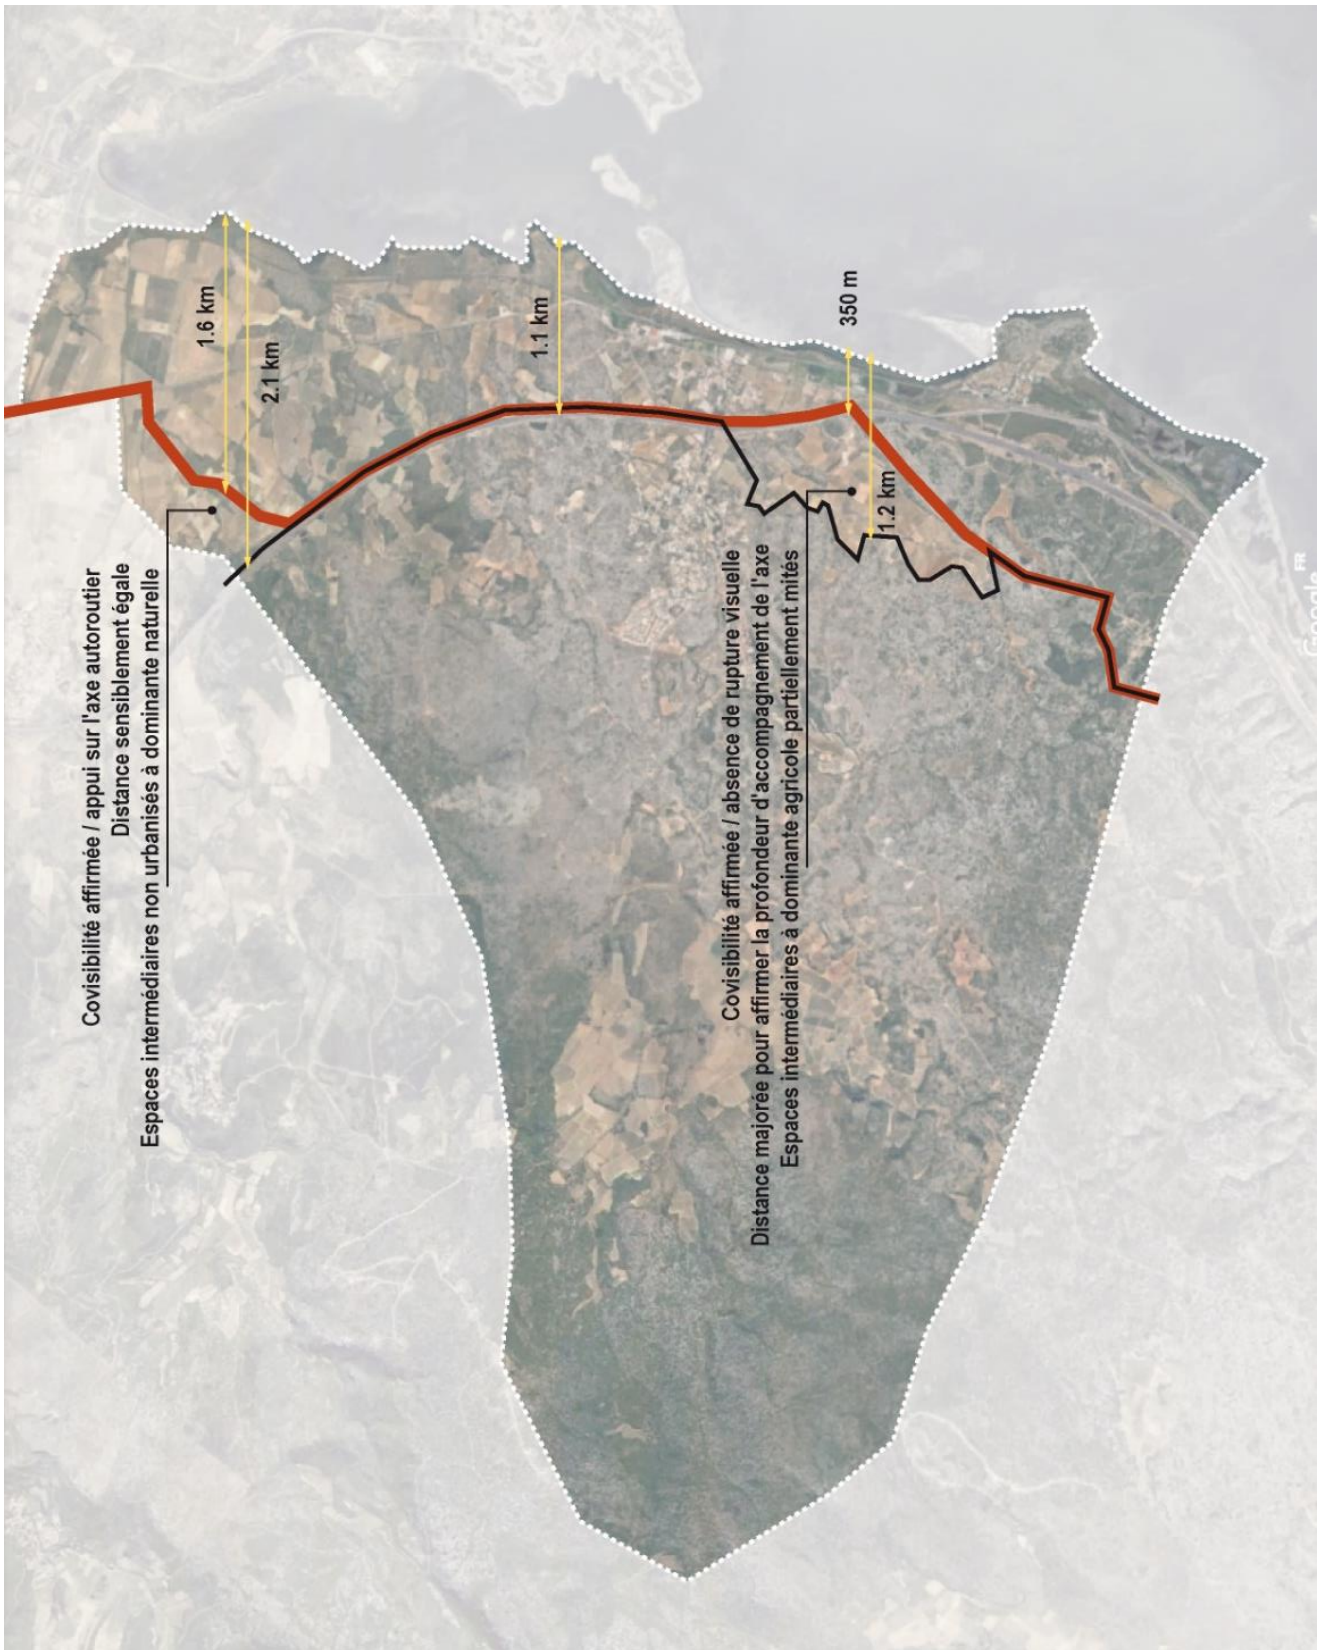 Covisibilité affirmée / appui sur l'axe autoroutier
Distance sensiblement égale
Espaces intermédiaires non urbanisés à dominante naturelle
1.6 km
2.1 km
1.1 km
Covisibilité affirmée / absence de rupture visuelle
Distance majorée pour affirmer la profondeur d'accompagnement de l'axe
Espaces intermédiaires à dominante agricole partiellement mités
350 m
1.2 km
Google FR